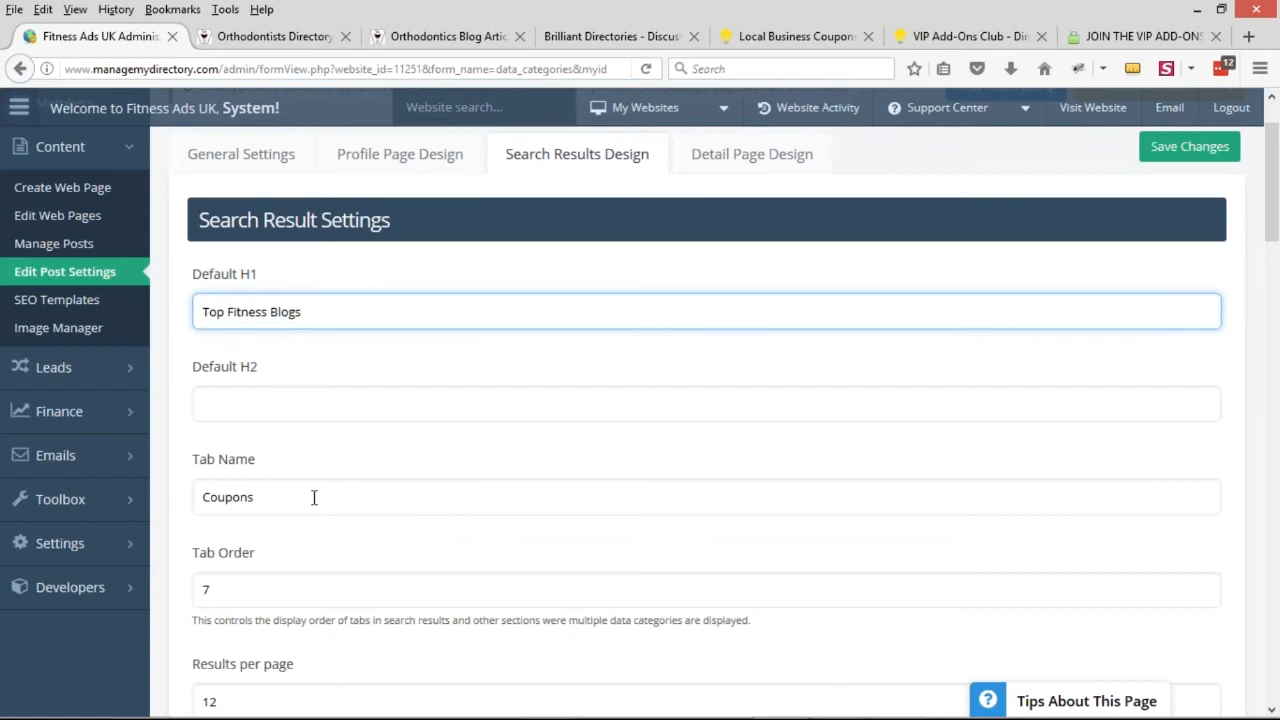 File Edit View History Bookmarks Tools Help
Fitness Ads UK Adminis
Orthodontists Directory
Orthodontics Blog Artic
Brilliant Directories - Discus
Local Business Coupon
VIP Add-Ons Club - Dir
JOIN THE VIP ADD-ONS
www.managemydirectory.com/admin/formView.php?website_id=11251&form_name=data_categories&myid
Search
12
Welcome to Fitness Ads UK, System!
Website search...
My Websites
Website Activity
Support Center
Visit Website
Email
Logout
Content
Create Web Page
Edit Web Pages
Manage Posts
Edit Post Settings
SEO Templates
Image Manager
Leads
Finance
Emails
Toolbox
Settings
Developers
General Settings
Profile Page Design
Search Results Design
Detail Page Design
Save Changes
Search Result Settings
Default H1
Top Fitness Blogs
Default H2
Tab Name
Coupons
Tab Order
7
This controls the display order of tabs in search results and other sections were multiple data categories are displayed.
Results per page
12
Tips About This Page